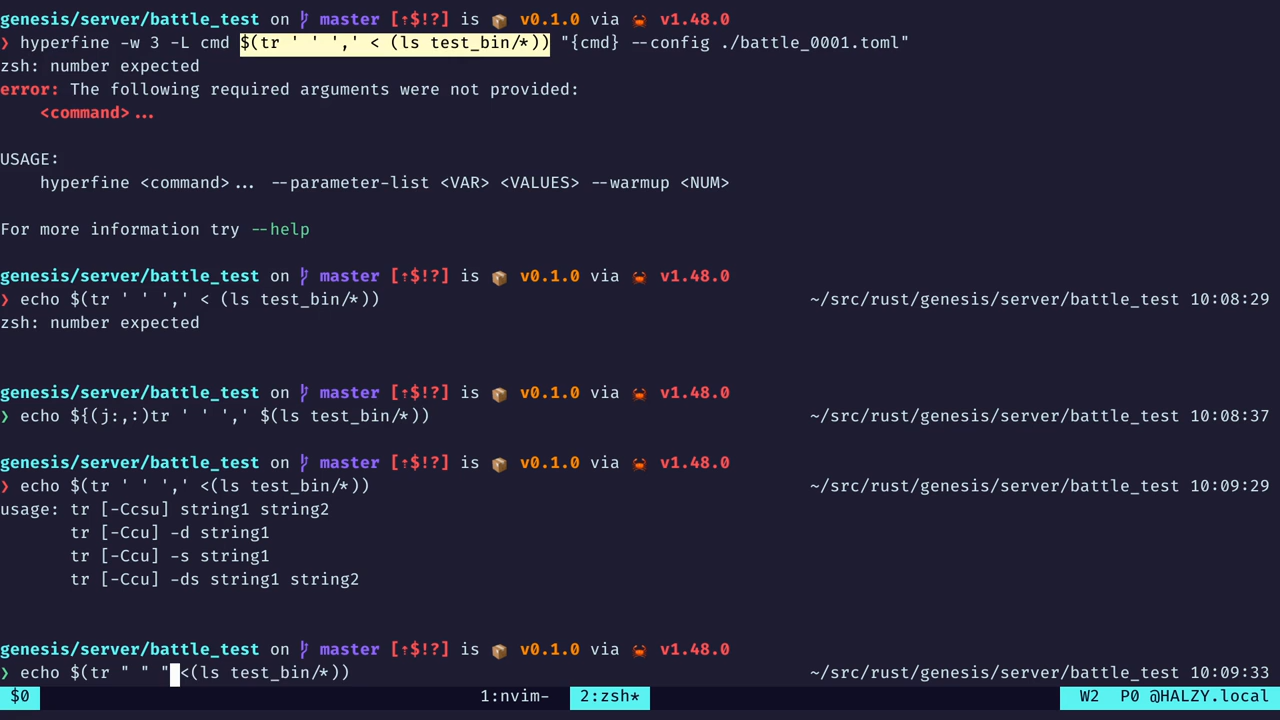 genesis/server/battle_test on master [⇡$!?] is 📦 v0.1.0 via 🦀 v1.48.0
❯ hyperfine -w 3 -L cmd $(tr ' ' ',' < (ls test_bin/*)) "{cmd} --config ./battle_0001.toml"
zsh: number expected
error: The following required arguments were not provided:
    <command>...

USAGE:
    hyperfine <command>... --parameter-list <VAR> <VALUES> --warmup <NUM>

For more information try --help

genesis/server/battle_test on master [⇡$!?] is 📦 v0.1.0 via 🦀 v1.48.0
❯ echo $(tr ' ' ',' < (ls test_bin/*)) ~/src/rust/genesis/server/battle_test 10:08:29
zsh: number expected

genesis/server/battle_test on master [⇡$!?] is 📦 v0.1.0 via 🦀 v1.48.0
❯ echo ${(j:,:)tr ' ' ',' $(ls test_bin/*)) ~/src/rust/genesis/server/battle_test 10:08:37

genesis/server/battle_test on master [⇡$!?] is 📦 v0.1.0 via 🦀 v1.48.0
❯ echo $(tr ' ' ',' <(ls test_bin/*)) ~/src/rust/genesis/server/battle_test 10:09:29
usage: tr [-Ccsu] string1 string2
       tr [-Ccu] -d string1
       tr [-Ccu] -s string1
       tr [-Ccu] -ds string1 string2

genesis/server/battle_test on master [⇡$!?] is 📦 v0.1.0 via 🦀 v1.48.0
❯ echo $(tr " " " <(ls test_bin/*)) ~/src/rust/genesis/server/battle_test 10:09:33
$0 1:nvim- 2:zsh* W2 P0 @HALZY.local